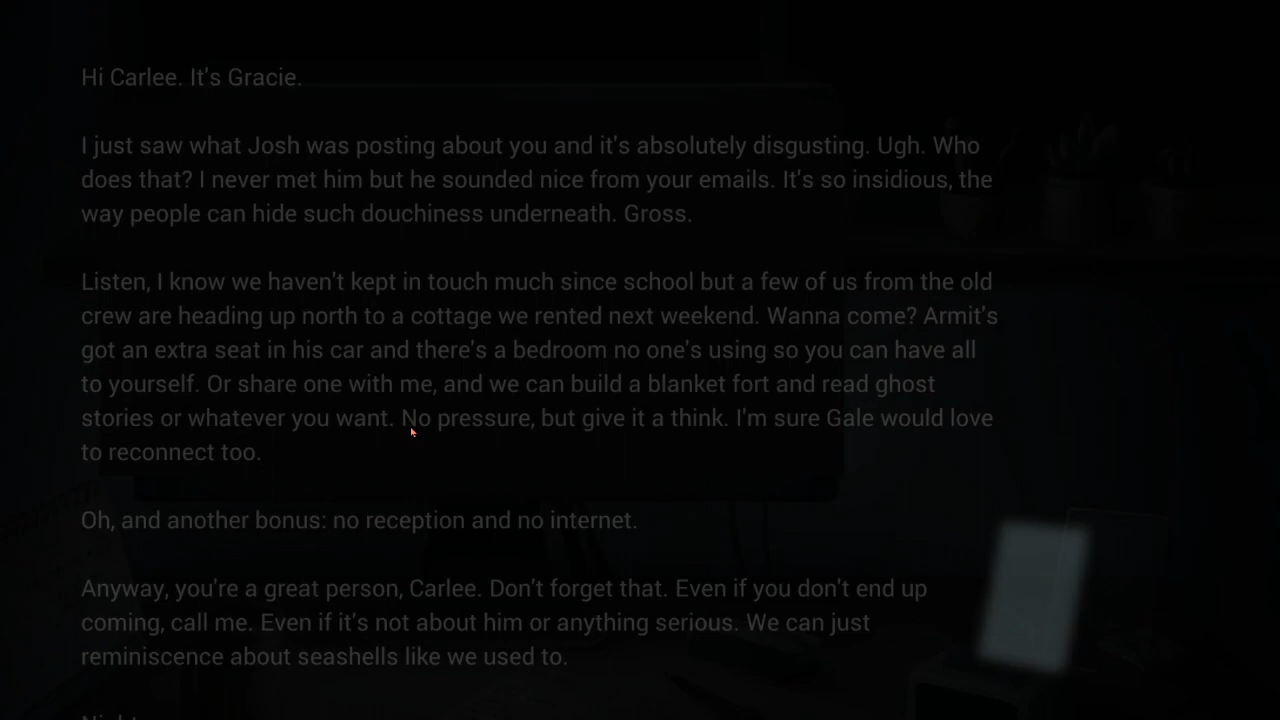 Hi Carlee. It's Gracie.
I just saw what Josh was posting about you and it's absolutely disgusting. Ugh. Who
does that? I never met him but he sounded nice from your emails. It's so insidious, the
way people can hide such douchiness underneath. Gross.
Listen, I know we haven't kept in touch much since school but a few of us from the old
crew are heading up north to a cottage we rented next weekend. Wanna come? Armit's
got an extra seat in his car and there's a bedroom no one's using so you can have all
to yourself. Or share one with me, and we can build a blanket fort and read ghost
stories or whatever you want. No pressure, but give it a think. I'm sure Gale would love
to reconnect too.
Oh, and another bonus: no reception and no internet.
Anyway, you're a great person, Carlee. Don't forget that. Even if you don't end up
coming, call me. Even if it's not about him or anything serious. We can just
reminiscence about seashells like we used to.